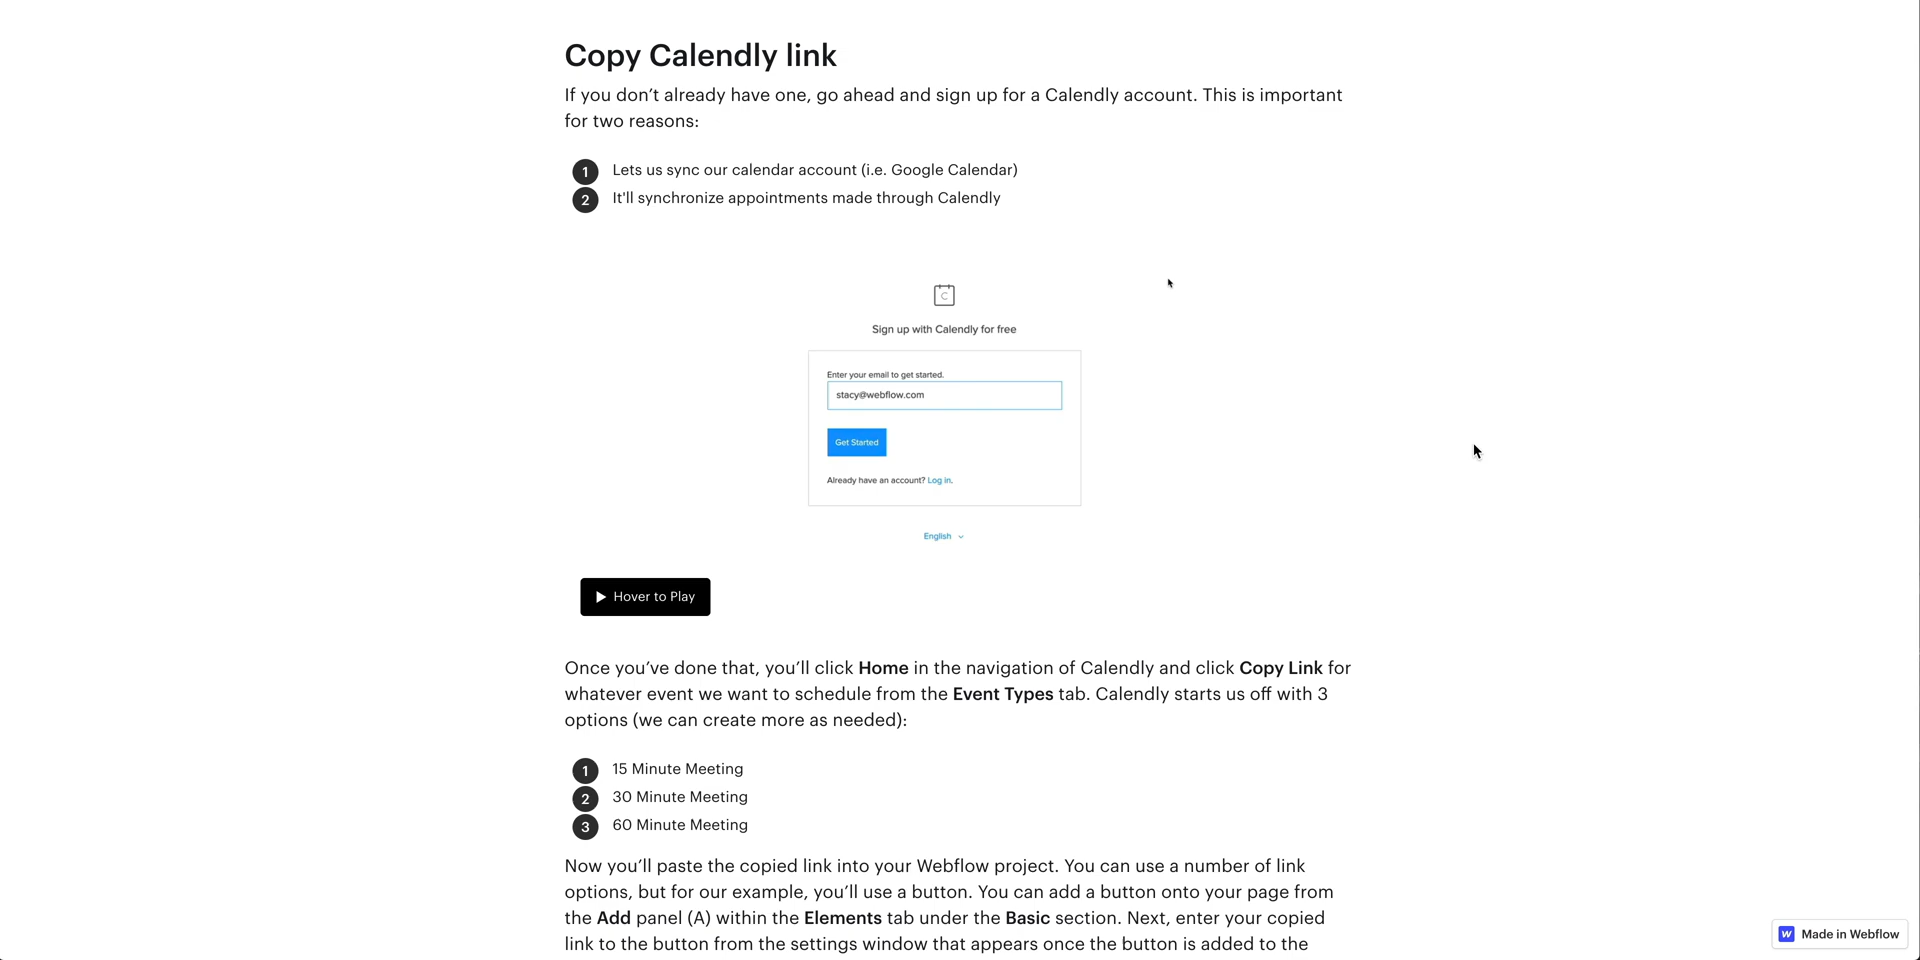 Copy Calendly link
If you don’t already have one, go ahead and sign up for a Calendly account. This is important
for two reasons:
1 Lets us sync our calendar account (i.e. Google Calendar)
2 It'll synchronize appointments made through Calendly
C
Sign up with Calendly for free
Enter your email to get started.
stacy@webflow.com
Get Started
Already have an account? Log in.
English
Hover to Play
Once you’ve done that, you’ll click Home in the navigation of Calendly and click Copy Link for
whatever event we want to schedule from the Event Types tab. Calendly starts us off with 3
options (we can create more as needed):
1 15 Minute Meeting
2 30 Minute Meeting
3 60 Minute Meeting
Now you’ll paste the copied link into your Webflow project. You can use a number of link
options, but for our example, you’ll use a button. You can add a button onto your page from
the Add panel (A) within the Elements tab under the Basic section. Next, enter your copied
link to the button from the settings window that appears once the button is added to the
W Made in Webflow